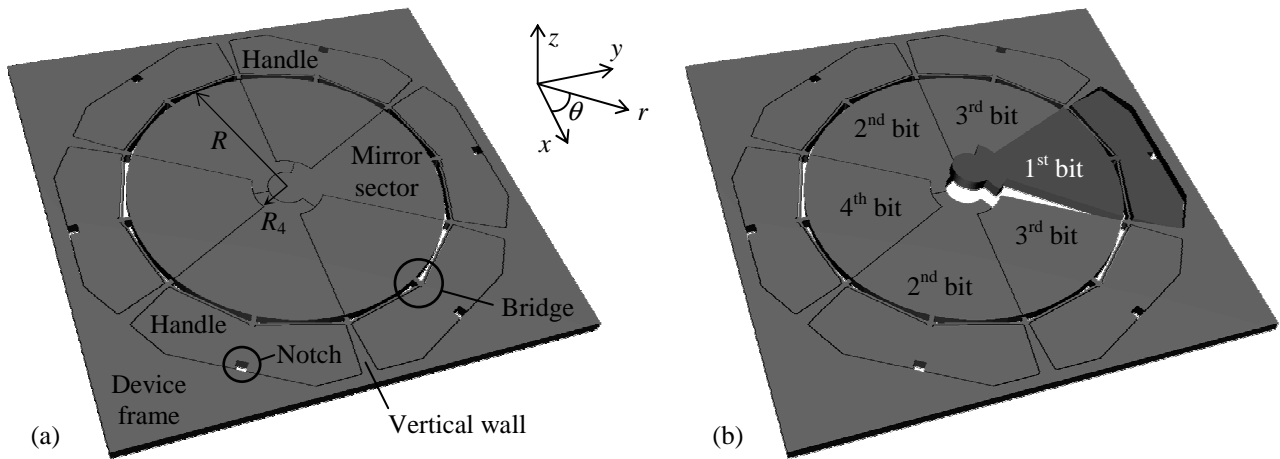 Handle
R
Mirror
sector
R₄
Bridge
Handle
Notch
Device
frame
Vertical wall
(a)
z
y
r
θ
x
2ⁿᵈ bit
3ʳᵈ bit
1ˢᵗ bit
4ᵗʰ bit
3ʳᵈ bit
2ⁿᵈ bit
(b)